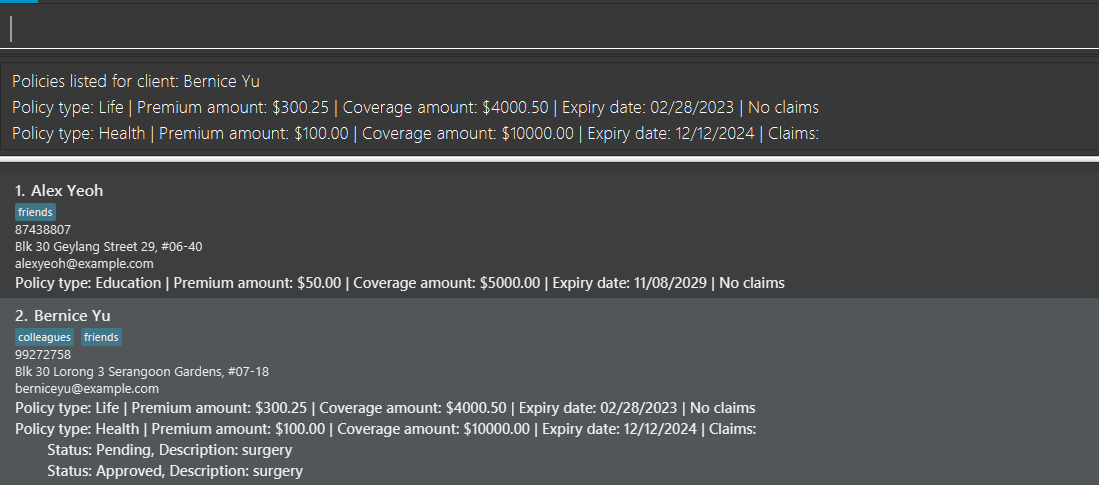 Policies listed for client: Bernice Yu
Policy type: Life | Premium amount: $300.25 | Coverage amount: $4000.50 | Expiry date: 02/28/2023 | No claims
Policy type: Health | Premium amount: $100.00 | Coverage amount: $10000.00 | Expiry date: 12/12/2024 | Claims:
1. Alex Yeoh
friends
87438807
Blk 30 Geylang Street 29, #06-40
alexyeoh@example.com
Policy type: Education | Premium amount: $50.00 | Coverage amount: $5000.00 | Expiry date: 11/08/2029 | No claims
2. Bernice Yu
colleagues friends
99272758
Blk 30 Lorong 3 Serangoon Gardens, #07-18
berniceyu@example.com
Policy type: Life | Premium amount: $300.25 | Coverage amount: $4000.50 | Expiry date: 02/28/2023 | No claims
Policy type: Health | Premium amount: $100.00 | Coverage amount: $10000.00 | Expiry date: 12/12/2024 | Claims:
Status: Pending, Description: surgery
Status: Approved, Description: surgery